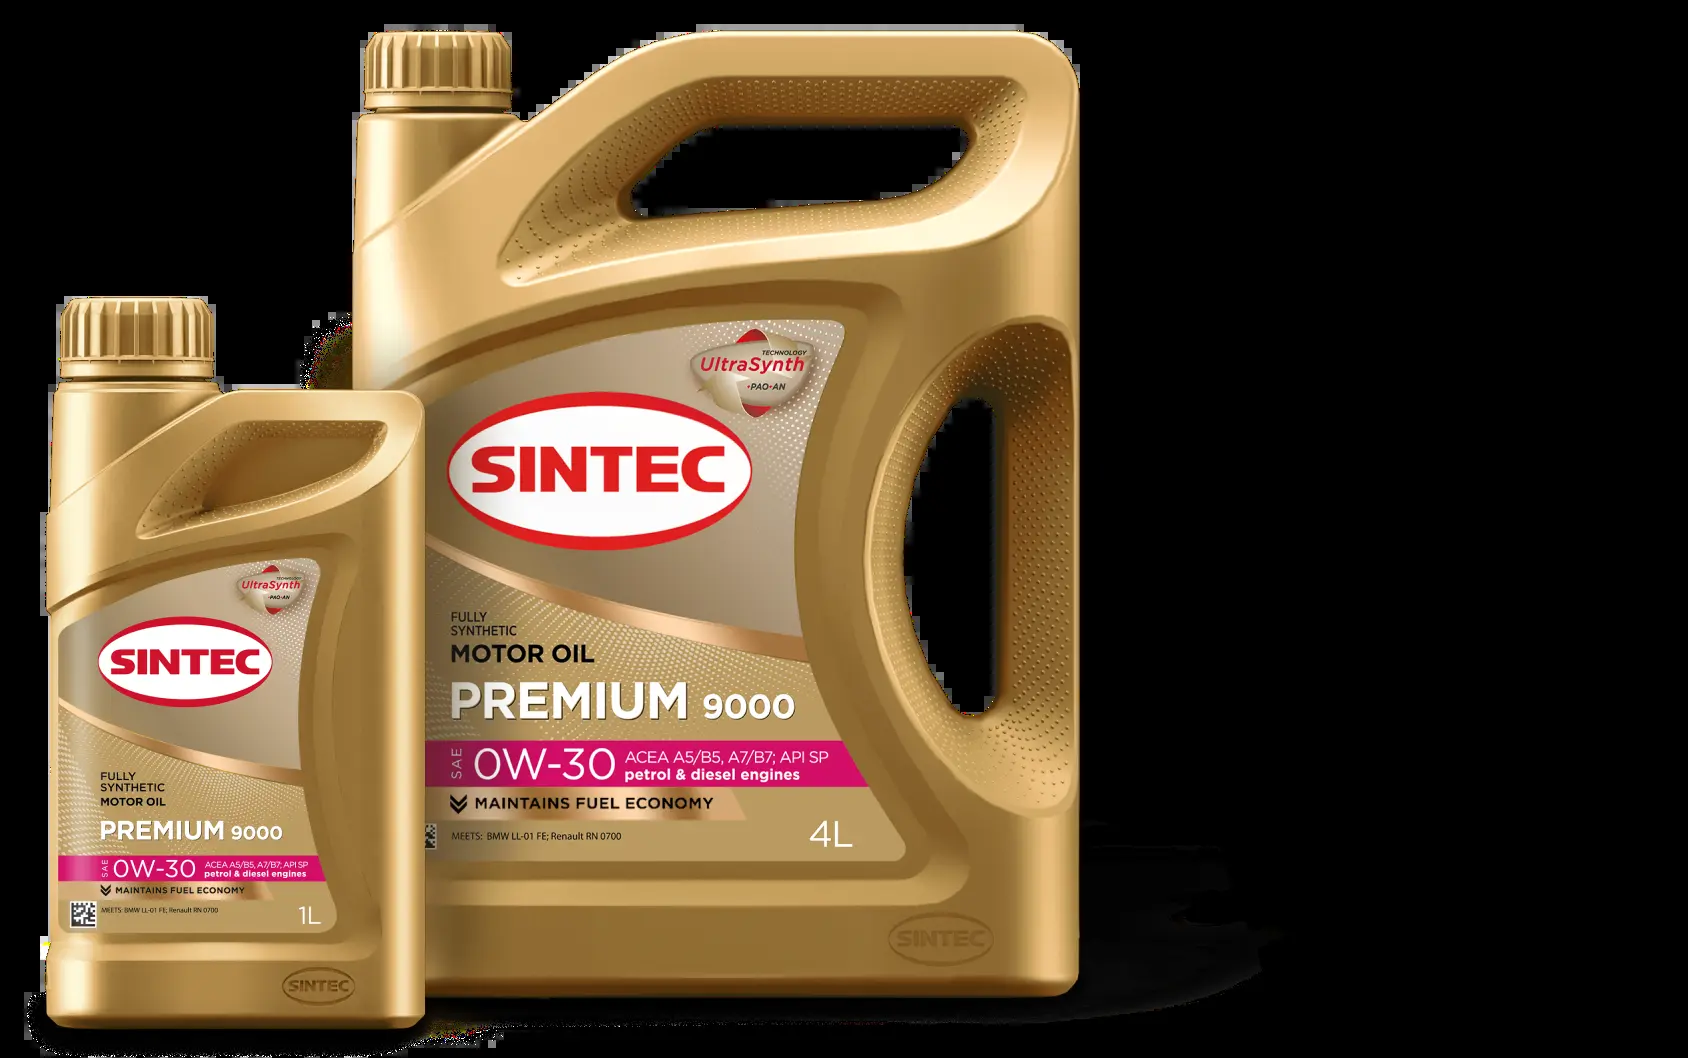 TECHNOLOGY
UltraSynth
•PAO•AN
SINTEC
FULLY
SYNTHETIC
MOTOR OIL
PREMIUM 9000
SAE 0W-30 ACEA A5/B5, A7/B7; API SP
petrol & diesel engines
MAINTAINS FUEL ECONOMY
MEETS: BMW LL-01 FE; Renault RN 0700
4L
SINTEC
TECHNOLOGY
UltraSynth
•PAO•AN
SINTEC
FULLY
SYNTHETIC
MOTOR OIL
PREMIUM 9000
SAE 0W-30 ACEA A5/B5, A7/B7; API SP
petrol & diesel engines
MAINTAINS FUEL ECONOMY
MEETS: BMW LL-01 FE; Renault RN 0700
1L
SINTEC